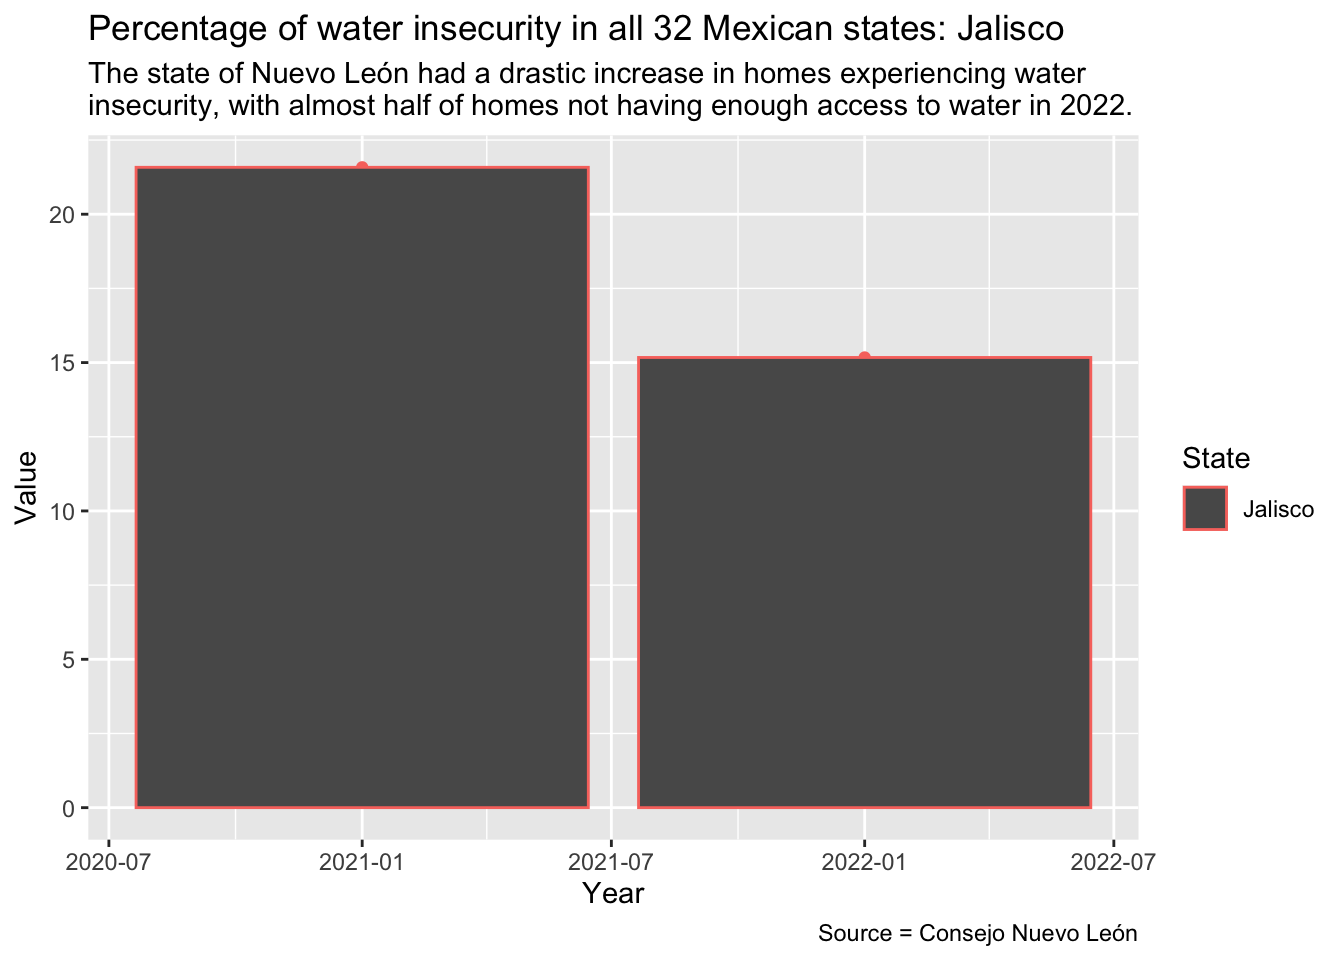 Percentage of water insecurity in all 32 Mexican states: Jalisco
The state of Nuevo León had a drastic increase in homes experiencing water
insecurity, with almost half of homes not having enough access to water in 2022.
20
15
10
5
0
Value
2020-07 2021-01 2021-07 2022-01 2022-07
Year
State
Jalisco
Source = Consejo Nuevo León